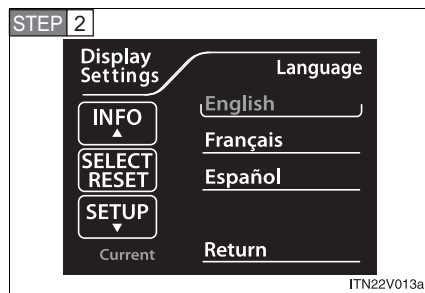 STEP 2
Display
Settings
Language
INFO
▲
SELECT
RESET
SETUP
▼
Current
English
Français
Español
Return
ITN22V013a